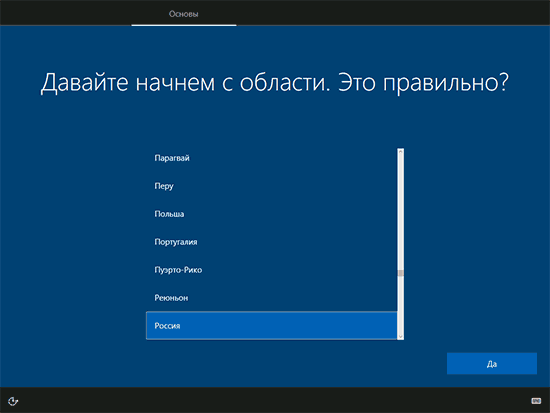 Основы
Давайте начнем с области. Это правильно?
Парагвай
Перу
Польша
Португалия
Пуэрто-Рико
Реюньон
Россия
Да